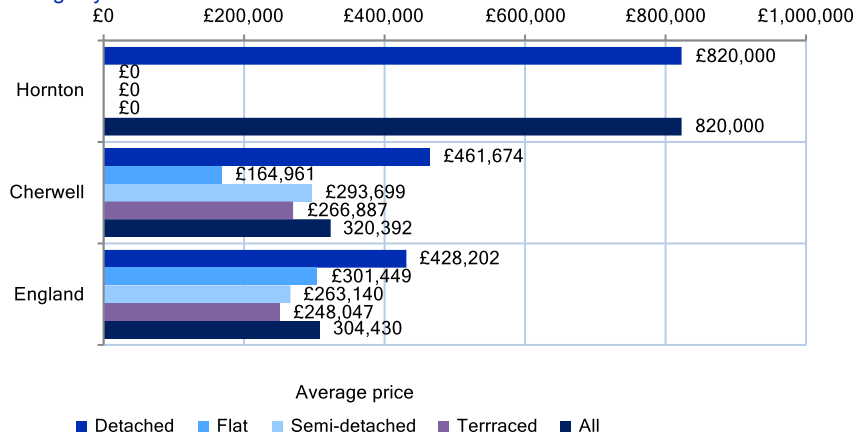 £0 £200,000 £400,000 £600,000 £800,000 £1,000,000
Hornton
£820,000
£0
£0
£0
820,000
Cherwell
£461,674
£164,961
£293,699
£266,887
320,392
England
£428,202
£301,449
£263,140
£248,047
304,430
Average price
Detached Flat Semi-detached Terrraced All